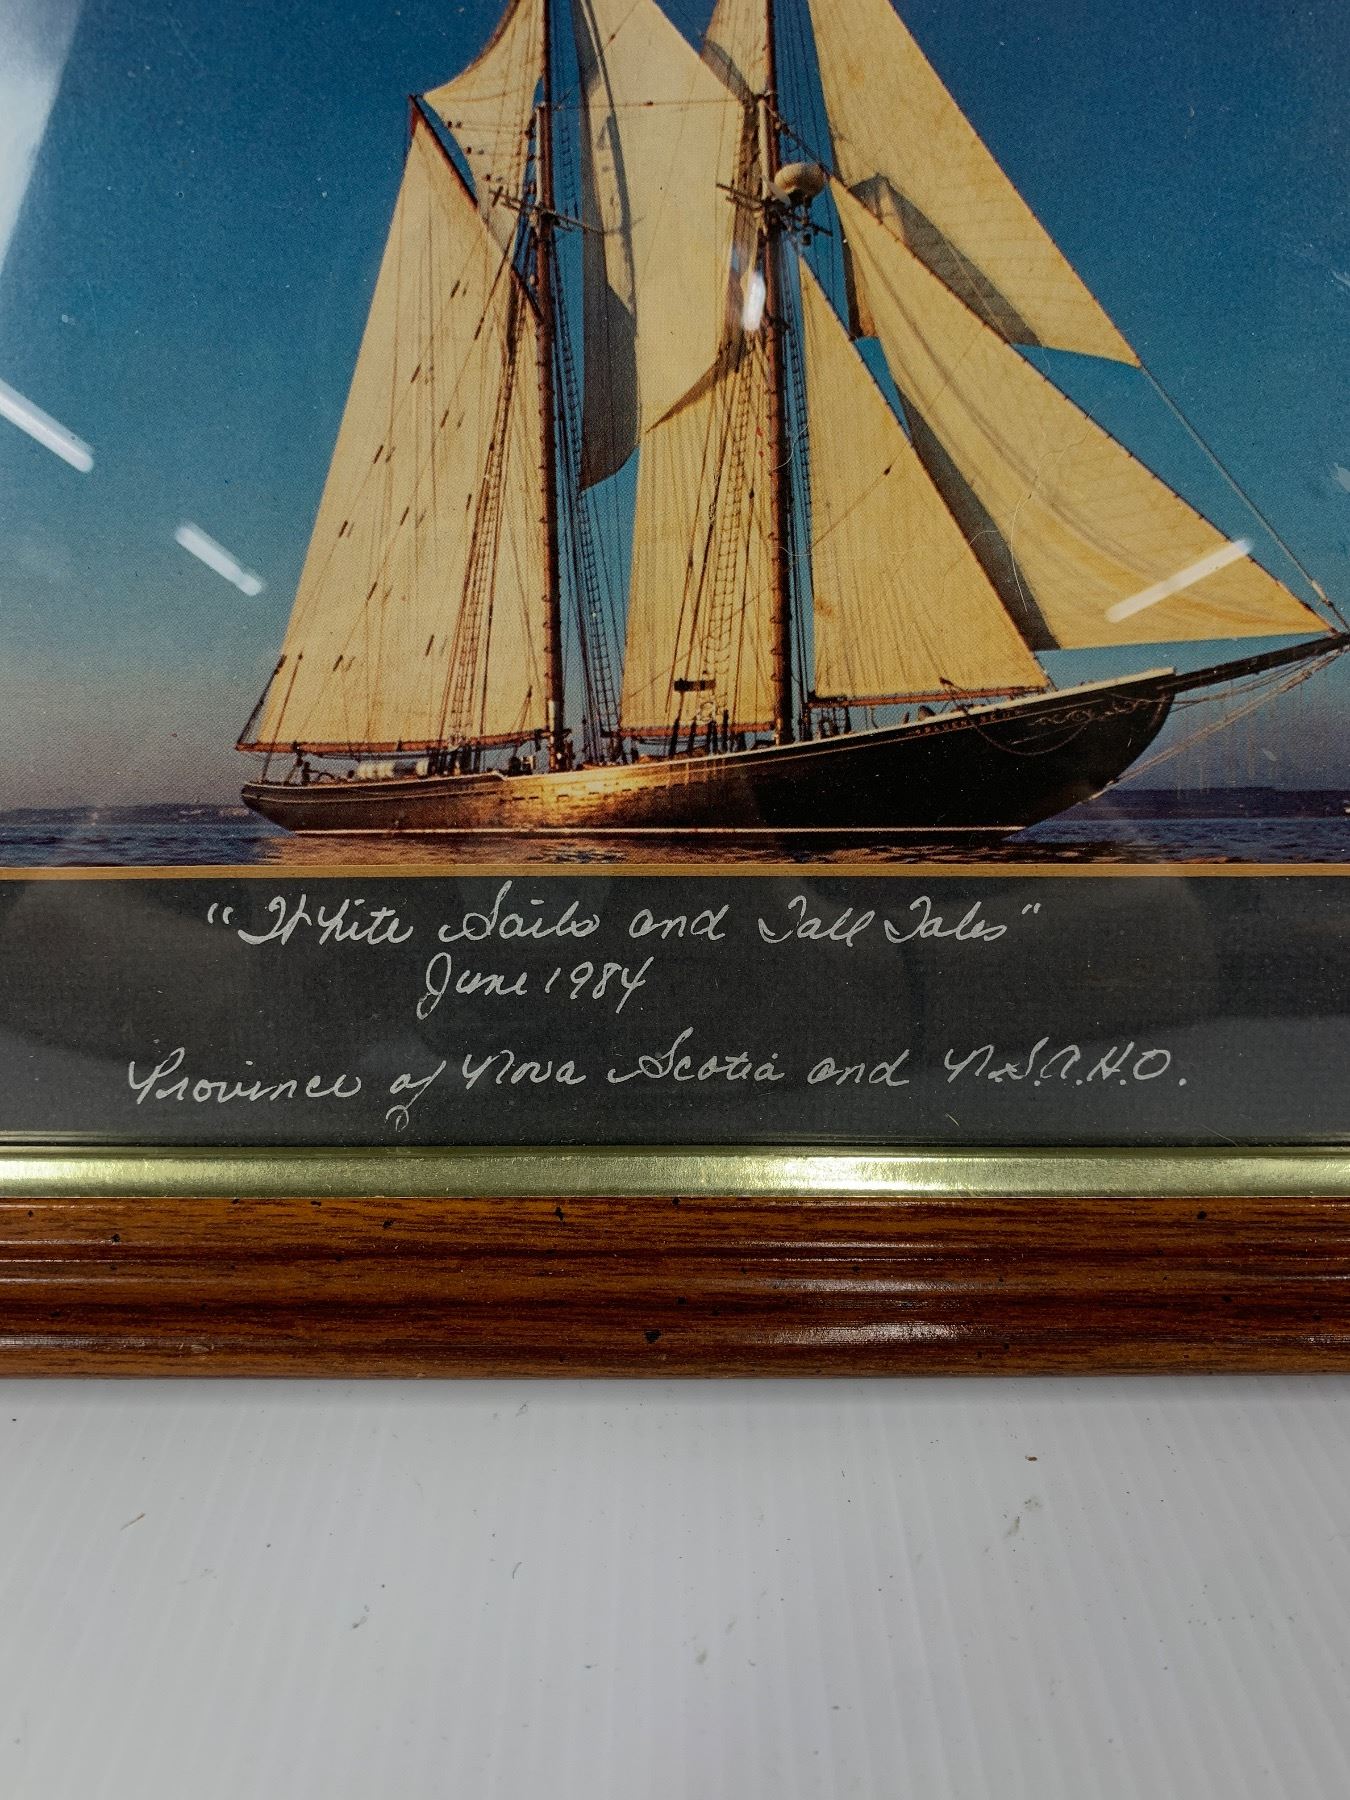 "White Sails and Tall Tales"
June 1984
Province of Nova Scotia and N.S.A.H.O.